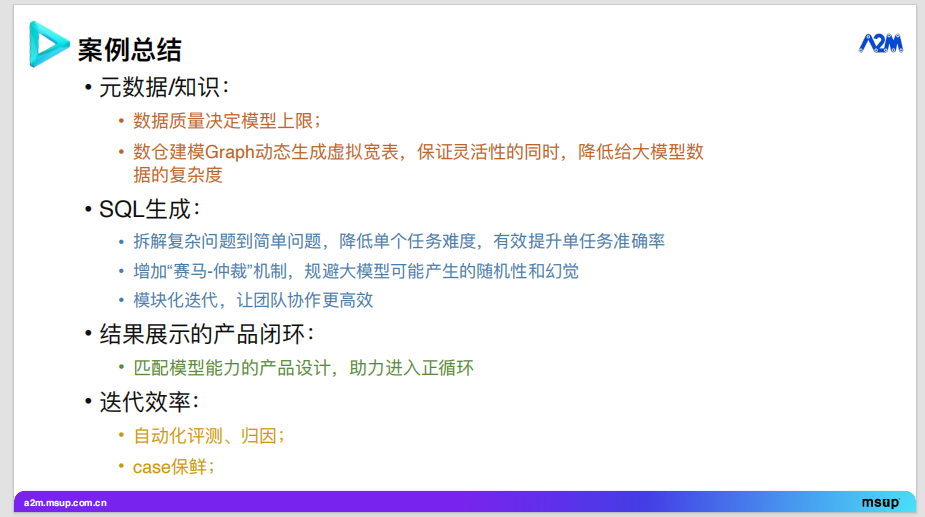 案例总结
A2M
• 元数据/知识：
• 数据质量决定模型上限；
• 数仓建模Graph动态生成虚拟宽表，保证灵活性的同时，降低给大模型数
据的复杂度
• SQL生成：
• 拆解复杂问题到简单问题，降低单个任务难度，有效提升单任务准确率
• 增加“赛马-仲裁”机制，规避大模型可能产生的随机性和幻觉
• 模块化迭代，让团队协作更高效
• 结果展示的产品闭环：
• 匹配模型能力的产品设计，助力进入正循环
• 迭代效率：
• 自动化评测、归因；
• case保鲜；
a2m.msup.com.cn
msup